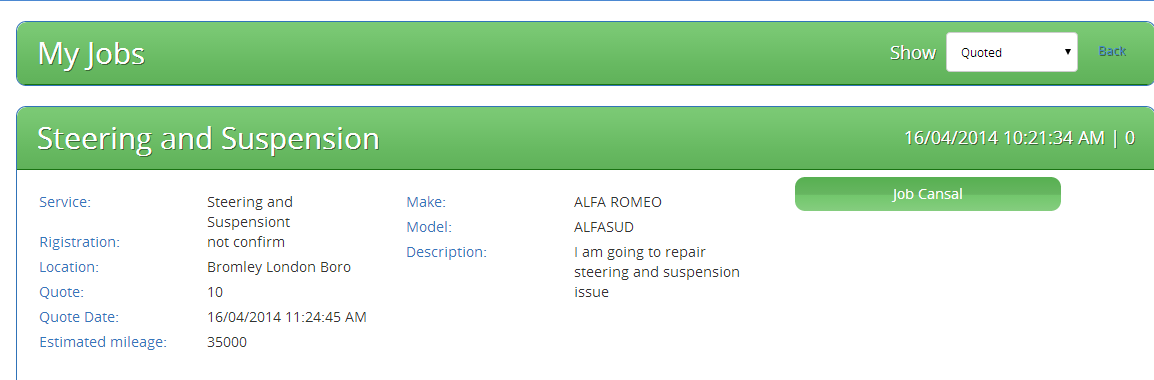 My Jobs
Show Quoted Back
Steering and Suspension
16/04/2014 10:21:34 AM | 0
Service: Steering and
Suspensiont
Rigistration: not confirm
Location: Bromley London Boro
Quote: 10
Quote Date: 16/04/2014 11:24:45 AM
Estimated mileage: 35000
Make: ALFA ROMEO
Model: ALFASUD
Description: I am going to repair
steering and suspension
issue
Job Cansal